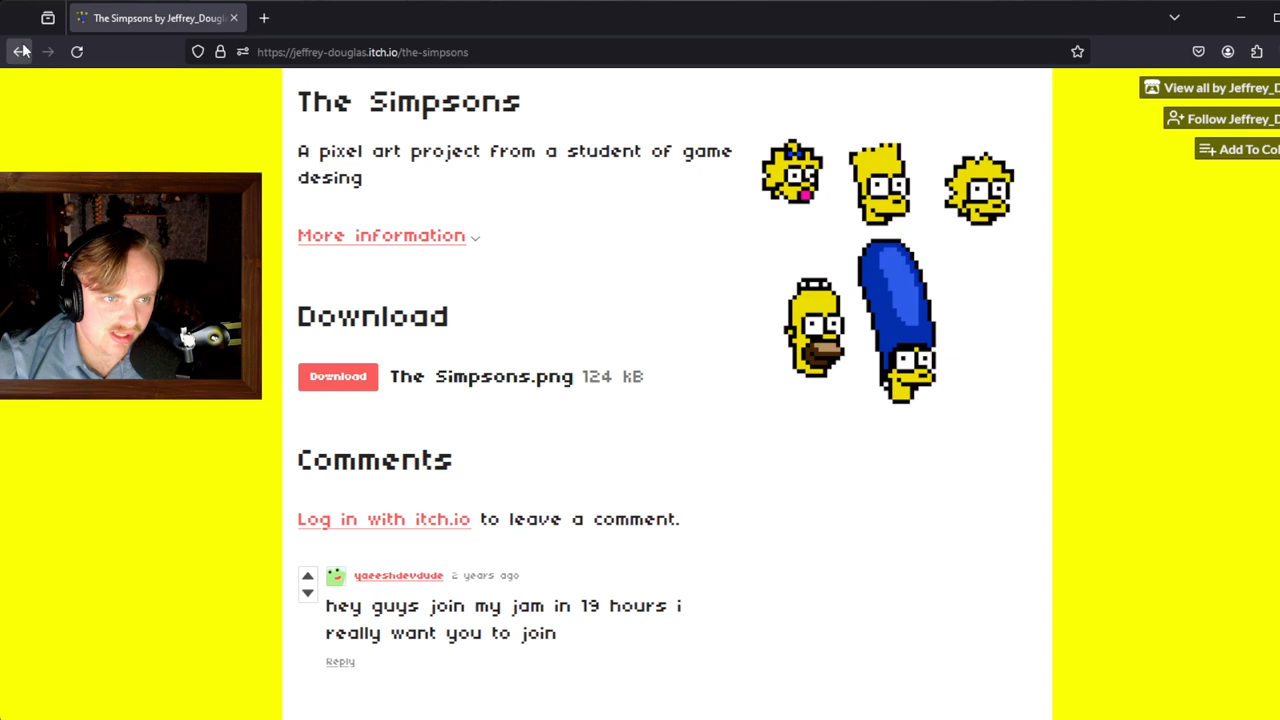 The Simpsons by Jeffrey_Dougl
https://jeffrey-douglas.itch.io/the-simpsons
View all by Jeffrey_D
Follow Jeffrey_D
Add To Col
The Simpsons
A pixel art project from a student of game
desing
More information
Download
Download The Simpsons.png 124 kB
Comments
Log in with itch.io to leave a comment.
yaeeshdevdude 2 years ago
hey guys join my jam in 19 hours i
really want you to join
Reply